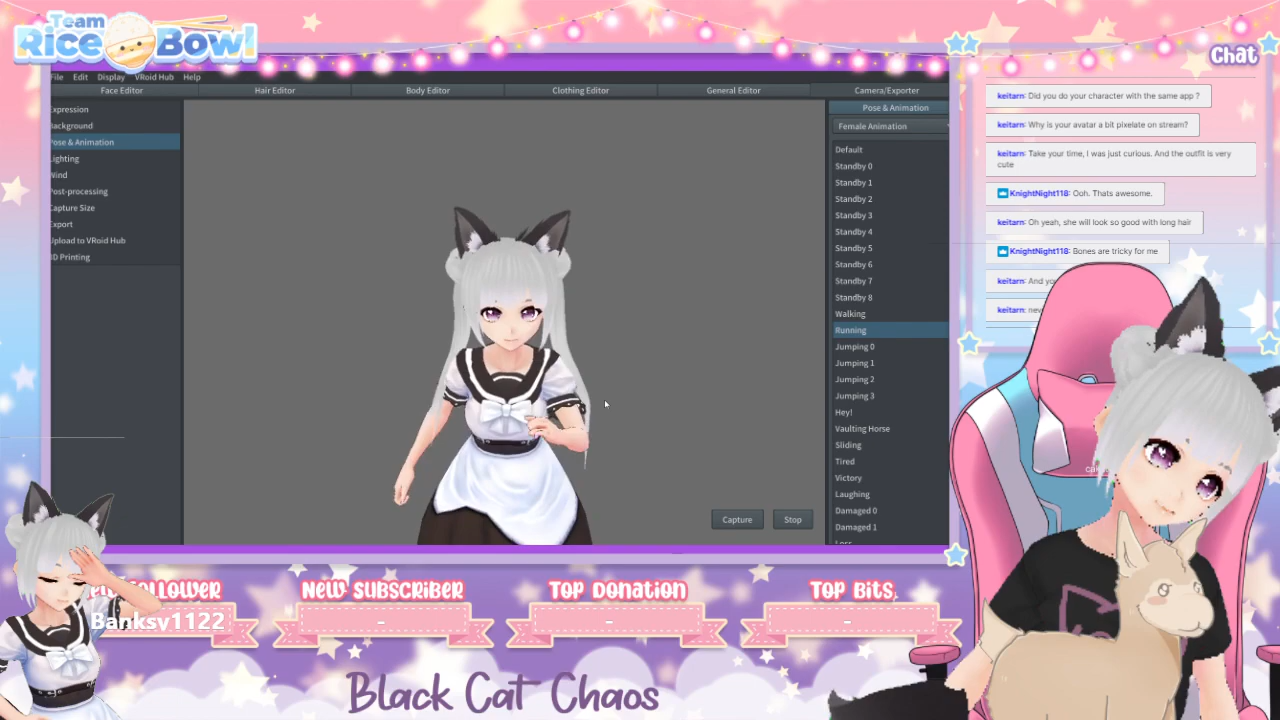 Team
Rice Bowl
File Edit Display VRoid Hub Help
Face Editor Hair Editor Body Editor Clothing Editor General Editor Camera/Exporter
Expression
Background
Pose & Animation
Lighting
Wind
Post-processing
Capture Size
Export
Upload to VRoid Hub
3D Printing
Pose & Animation
Female Animation
Default
Standby 0
Standby 1
Standby 2
Standby 3
Standby 4
Standby 5
Standby 6
Standby 7
Standby 8
Walking
Running
Jumping 0
Jumping 1
Jumping 2
Jumping 3
Hey!
Vaulting Horse
Sliding
Tired
Victory
Laughing
Damaged 0
Damaged 1
Capture Stop
Chat
keitarn: Did you do your character with the same app ?
keitarn: Why is your avatar a bit pixelate on stream?
keitarn: Take your time, I was just curious. And the outfit is very
cute
KnightNight118: Ooh. Thats awesome.
keitarn: Oh yeah, she will look so good with long hair
KnightNight118: Bones are tricky for me
keitarn: And
keitarn:
FOLLOWER
Banksy1122
NEW SUBSCRIBER
-
TOP DONATION
-
TOP BITS
-
Black Cat Chaos